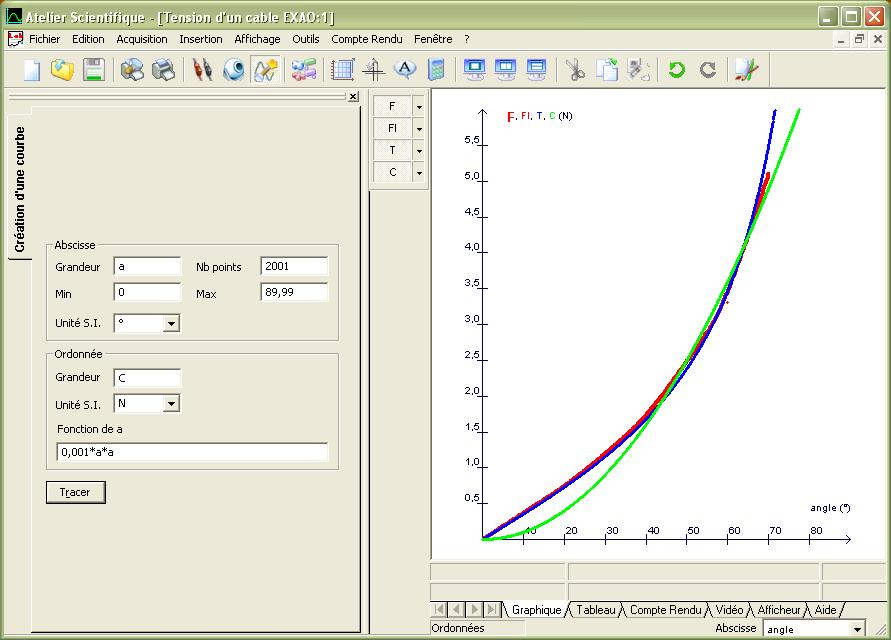 Atelier Scientifique - [Tension d'un cable EXAO:1]
Fichier Edition Acquisition Insertion Affichage Outils Compte Rendu Fenêtre ?
Création d'une courbe
Abscisse
Grandeur a Nb points 2001
Min 0 Max 89,99
Unité S.I. °
Ordonnée
Grandeur C
Unité S.I. N
Fonction de a
0,001*a*a
Tracer
F
FI
T
C
F, FI, T, C (N)
5,5
5,0
4,5
4,0
3,5
3,0
2,5
2,0
1,5
1,0
0,5
angle (°)
10 20 30 40 50 60 70 80
Graphique Tableau Compte Rendu Vidéo Afficheur Aide
Ordonnées Abscisse angle